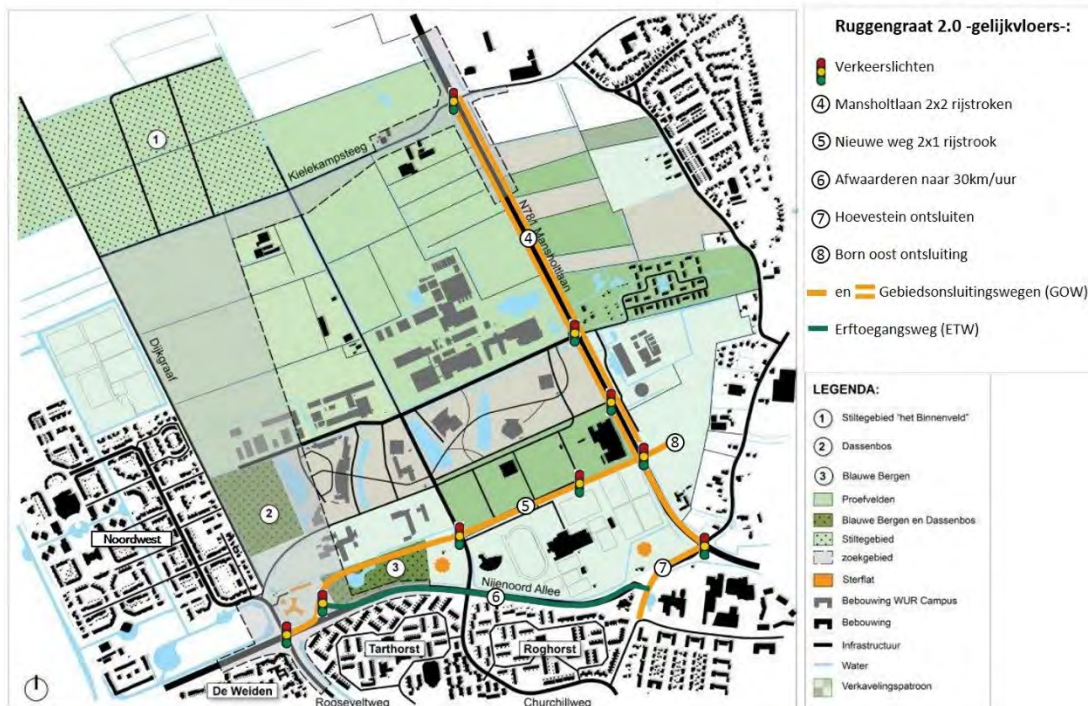 Ruggengraat 2.0 -gelijkvloers-:
Verkeerslichten
4 Mansholtlaan 2x2 rijstroken
5 Nieuwe weg 2x1 rijstrook
6 Afwaarderen naar 30km/uur
7 Hoevestein ontsluiten
8 Born oost ontsluiting
en Gebiedsonsluitingswegen (GOW)
Erftoegangsweg (ETW)
LEGENDA:
1 Stiltegebied "het Binnenveld"
2 Dassenbos
3 Blauwe Bergen
Proefvelden
Blauwe Bergen en Dassenbos
Stiltegebied
zoekgebied
Sterflat
Bebouwing WUR Campus
Bebouwing
Infrastructuur
Water
Verkavelingspatroon
1
Kielekampsteeg
N781 Mansholtlaan
4
Dijkgraaf
8
5
2
Noordwest
3
7
Nijenoord Allee
6
Tarthorst
Roghorst
De Weiden
Rooseveltweg
Churchillweg